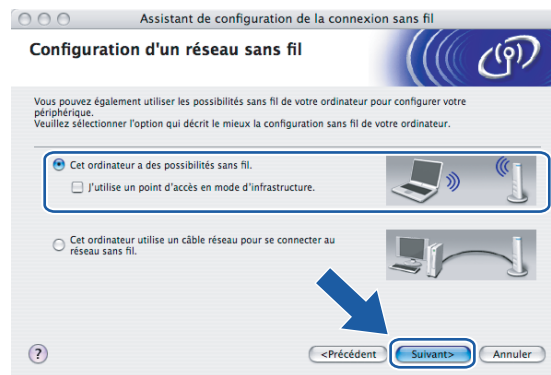 Assistant de configuration de la connexion sans fil
Configuration d'un réseau sans fil
Vous pouvez également utiliser les possibilités sans fil de votre ordinateur pour configurer votre
périphérique.
Veuillez sélectionner l'option qui décrit le mieux la configuration sans fil de votre ordinateur.
Cet ordinateur a des possibilités sans fil.
J'utilise un point d'accès en mode d'infrastructure.
Cet ordinateur utilise un câble réseau pour se connecter au
réseau sans fil.
?
<Précédent
Suivant>
Annuler